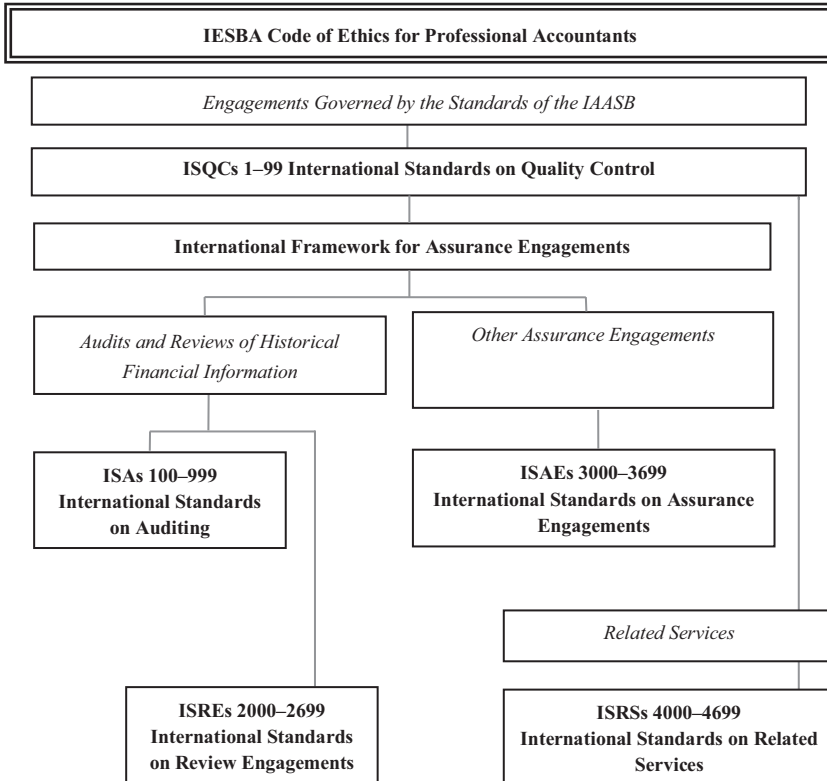 IESBA Code of Ethics for Professional Accountants
Engagements Governed by the Standards of the IAASB
ISQCs 1–99 International Standards on Quality Control
International Framework for Assurance Engagements
Audits and Reviews of Historical
Financial Information
Other Assurance Engagements
ISAs 100–999
International Standards
on Auditing
ISAEs 3000–3699
International Standards on Assurance
Engagements
Related Services
ISREs 2000–2699
International Standards
on Review Engagements
ISRSs 4000–4699
International Standards on Related
Services